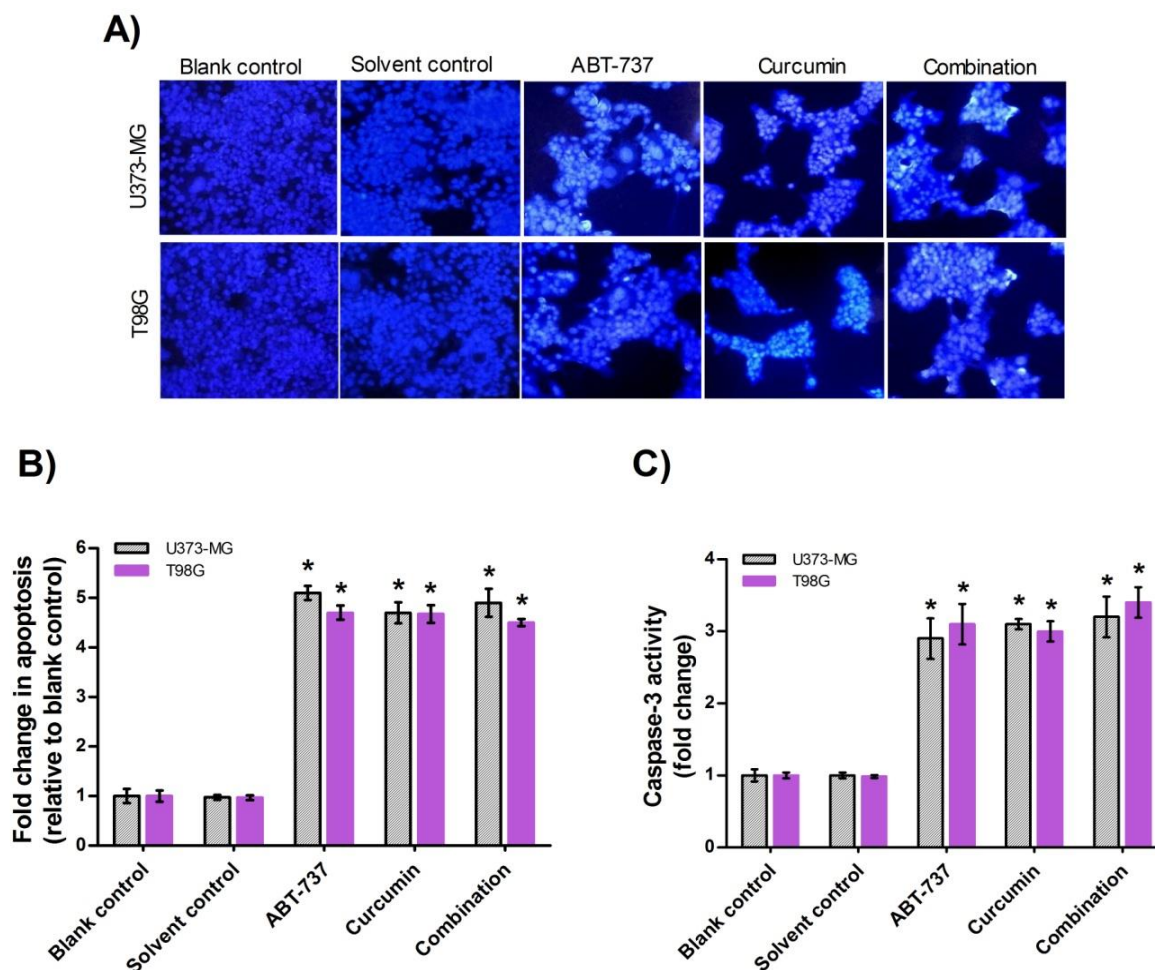 A)
Blank control Solvent control ABT-737 Curcumin Combination
U373-MG
T98G
B)
Fold change in apoptosis
(relative to blank control)
6
5
4
3
2
1
0
U373-MG
T98G
* * * * * *
Blank control Solvent control ABT-737 Curcumin Combination
C)
Caspase-3 activity
(fold change)
4
3
2
1
0
U373-MG
T98G
* * * * * *
Blank control Solvent control ABT-737 Curcumin Combination